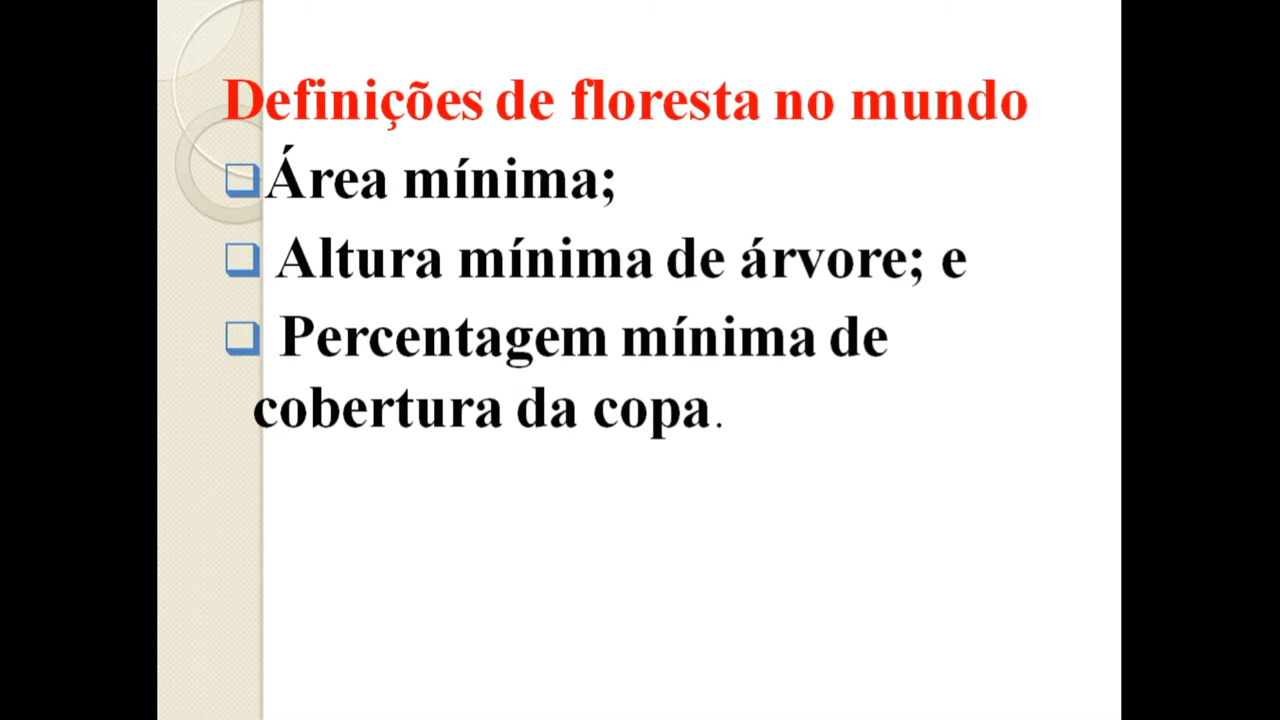 Definições de floresta no mundo
Área mínima;
Altura mínima de árvore; e
Percentagem mínima de
cobertura da copa.